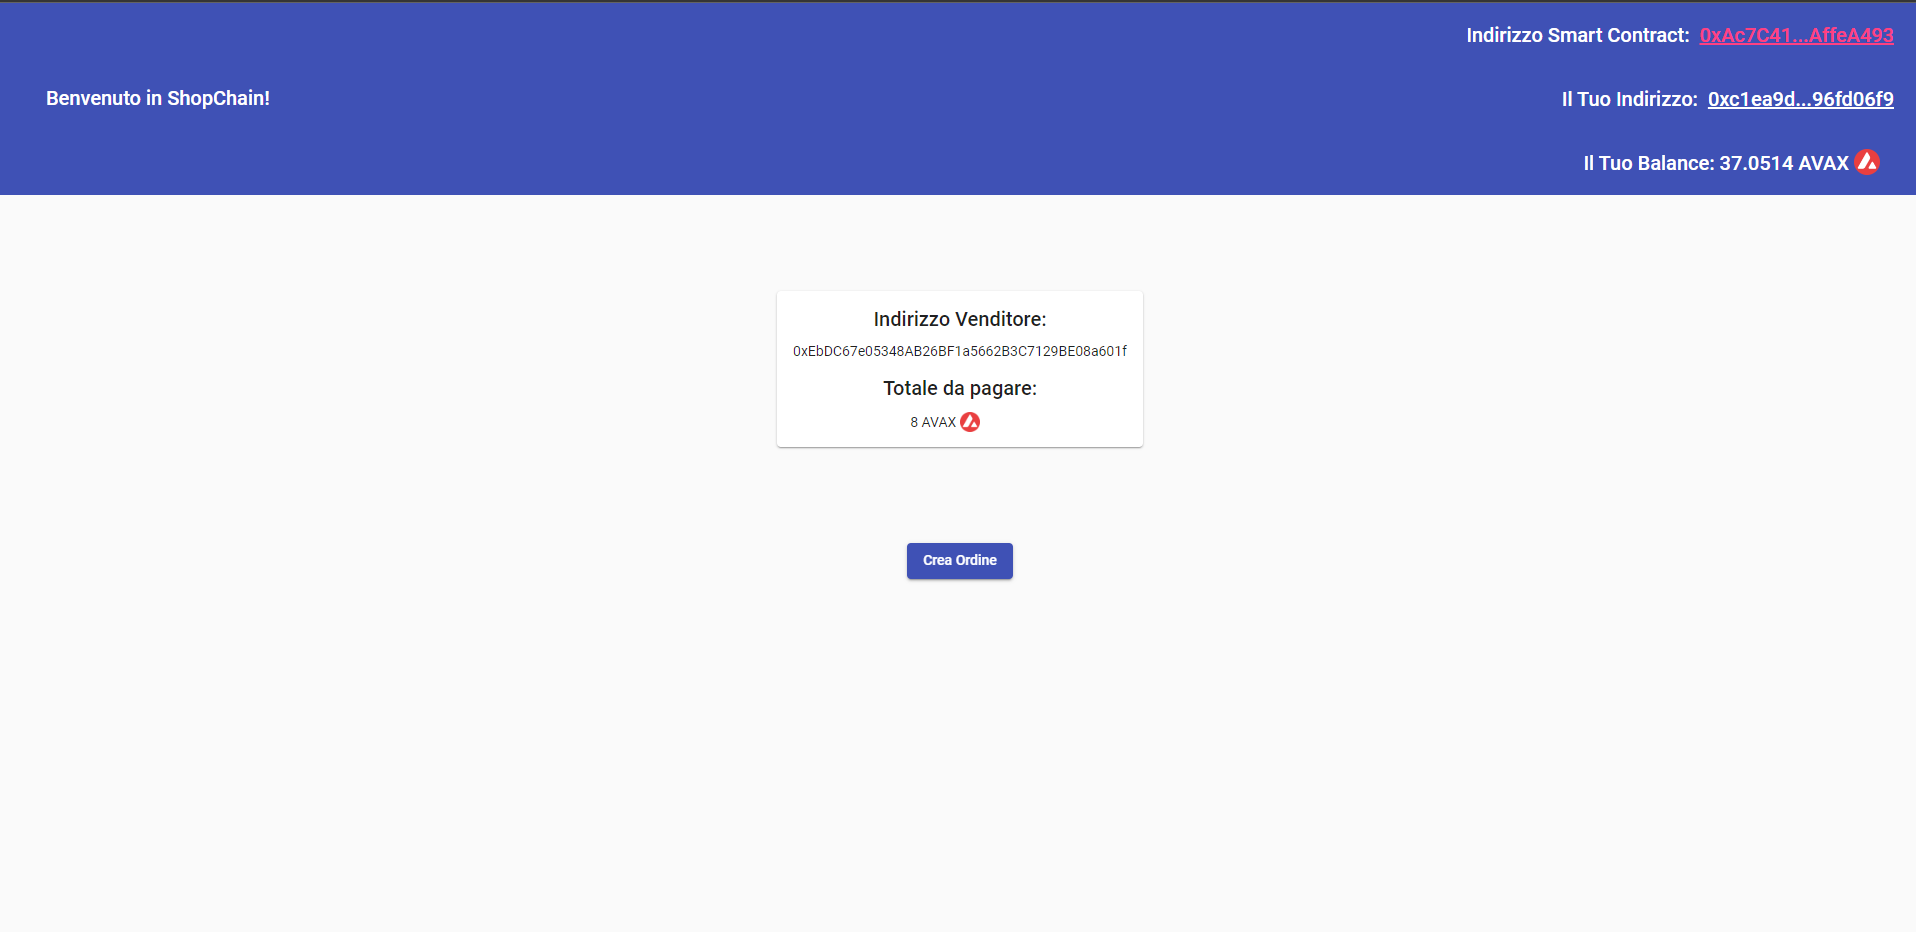 Indirizzo Smart Contract: 0xAc7C41...AffeA493
Benvenuto in ShopChain!
Il Tuo Indirizzo: 0xc1ea9d...96fd06f9
Il Tuo Balance: 37.0514 AVAX
Indirizzo Venditore:
0xEbDC67e05348AB26BF1a5662B3C7129BE08a601f
Totale da pagare:
8 AVAX
Crea Ordine